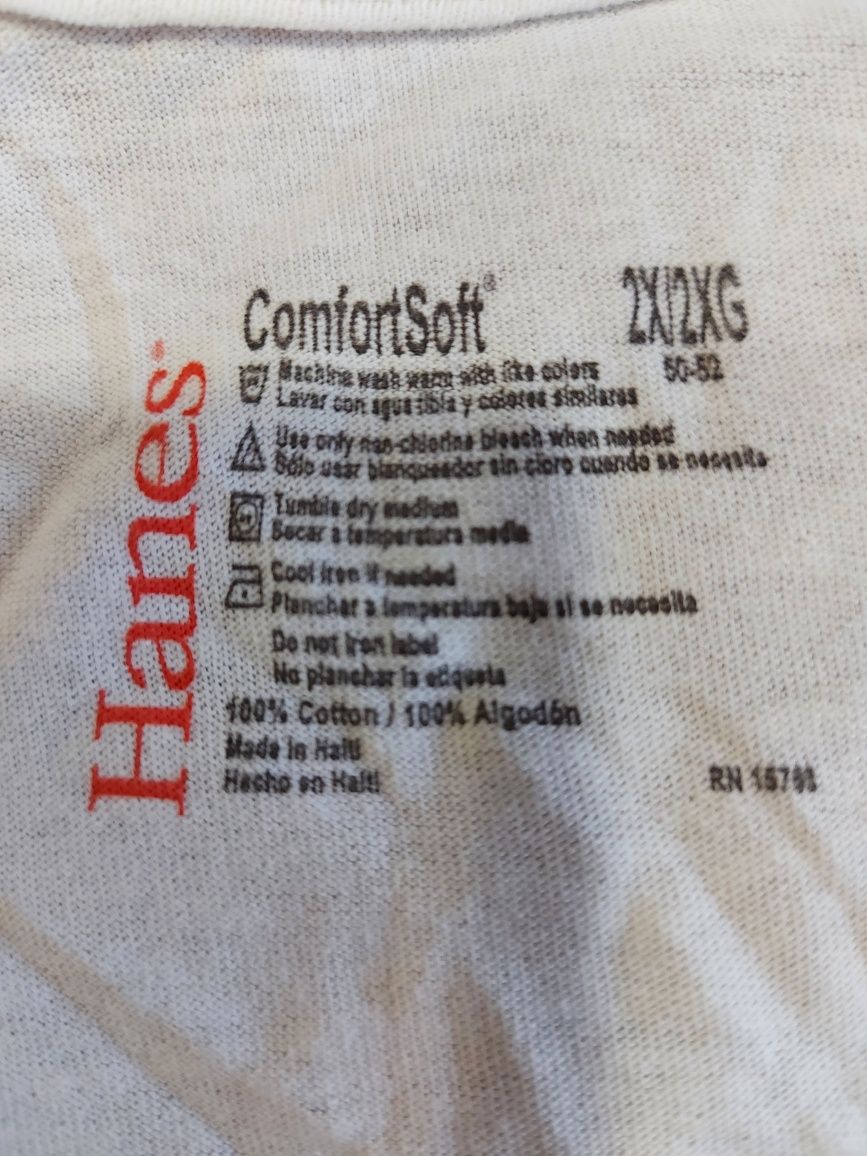 Hanes®
ComfortSoft® 2X/2XG
50-52
Machine wash warm with like colors
Lavar con agua tibia y colores similares
Use only non-chlorine bleach when needed
Sólo usar blanqueador sin cloro cuando se necesita
Tumble dry medium
Secar a temperatura media
Cool iron if needed
Planchar a temperatura baja si se necesita
Do not iron label
No planchar la etiqueta
100% Cotton / 100% Algodón
Made in Haiti
Hecho en Haiti
RN 15763